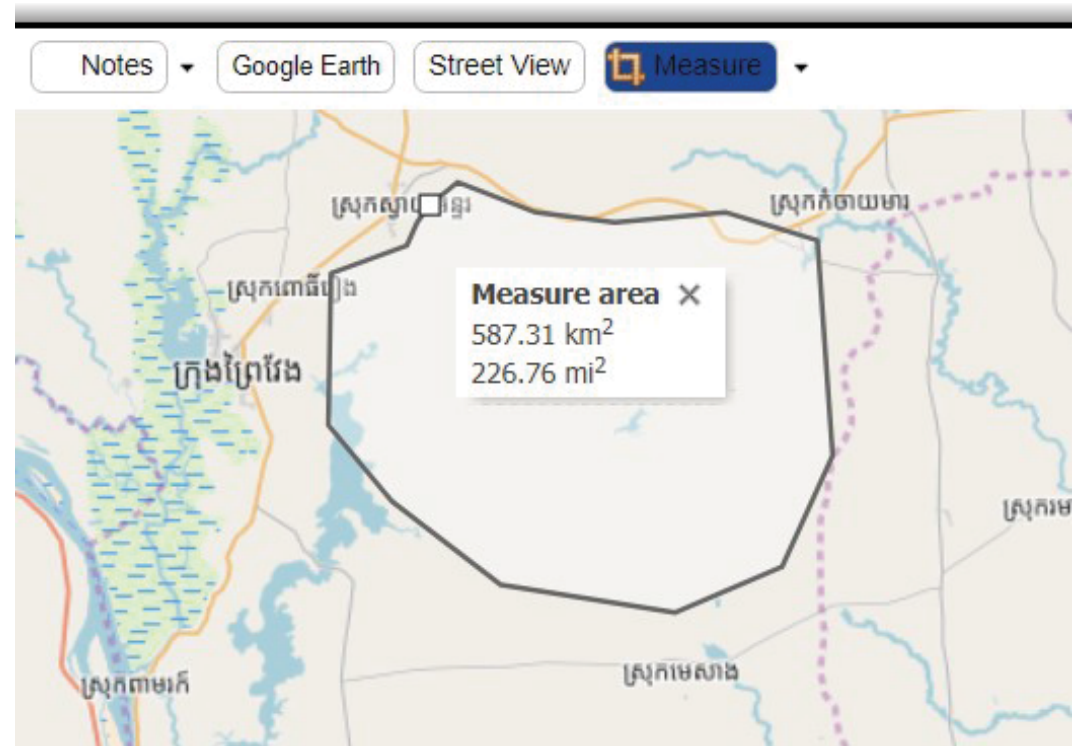 Notes
Google Earth
Street View
Measure
ស្រុកកំចាយមារ
ស្រុកពោធិ៍រៀង
Measure area
587.31 km²
226.76 mi²
ក្រុងព្រៃវែង
ស្រុកពាមរក៍
ស្រុកមេសាង